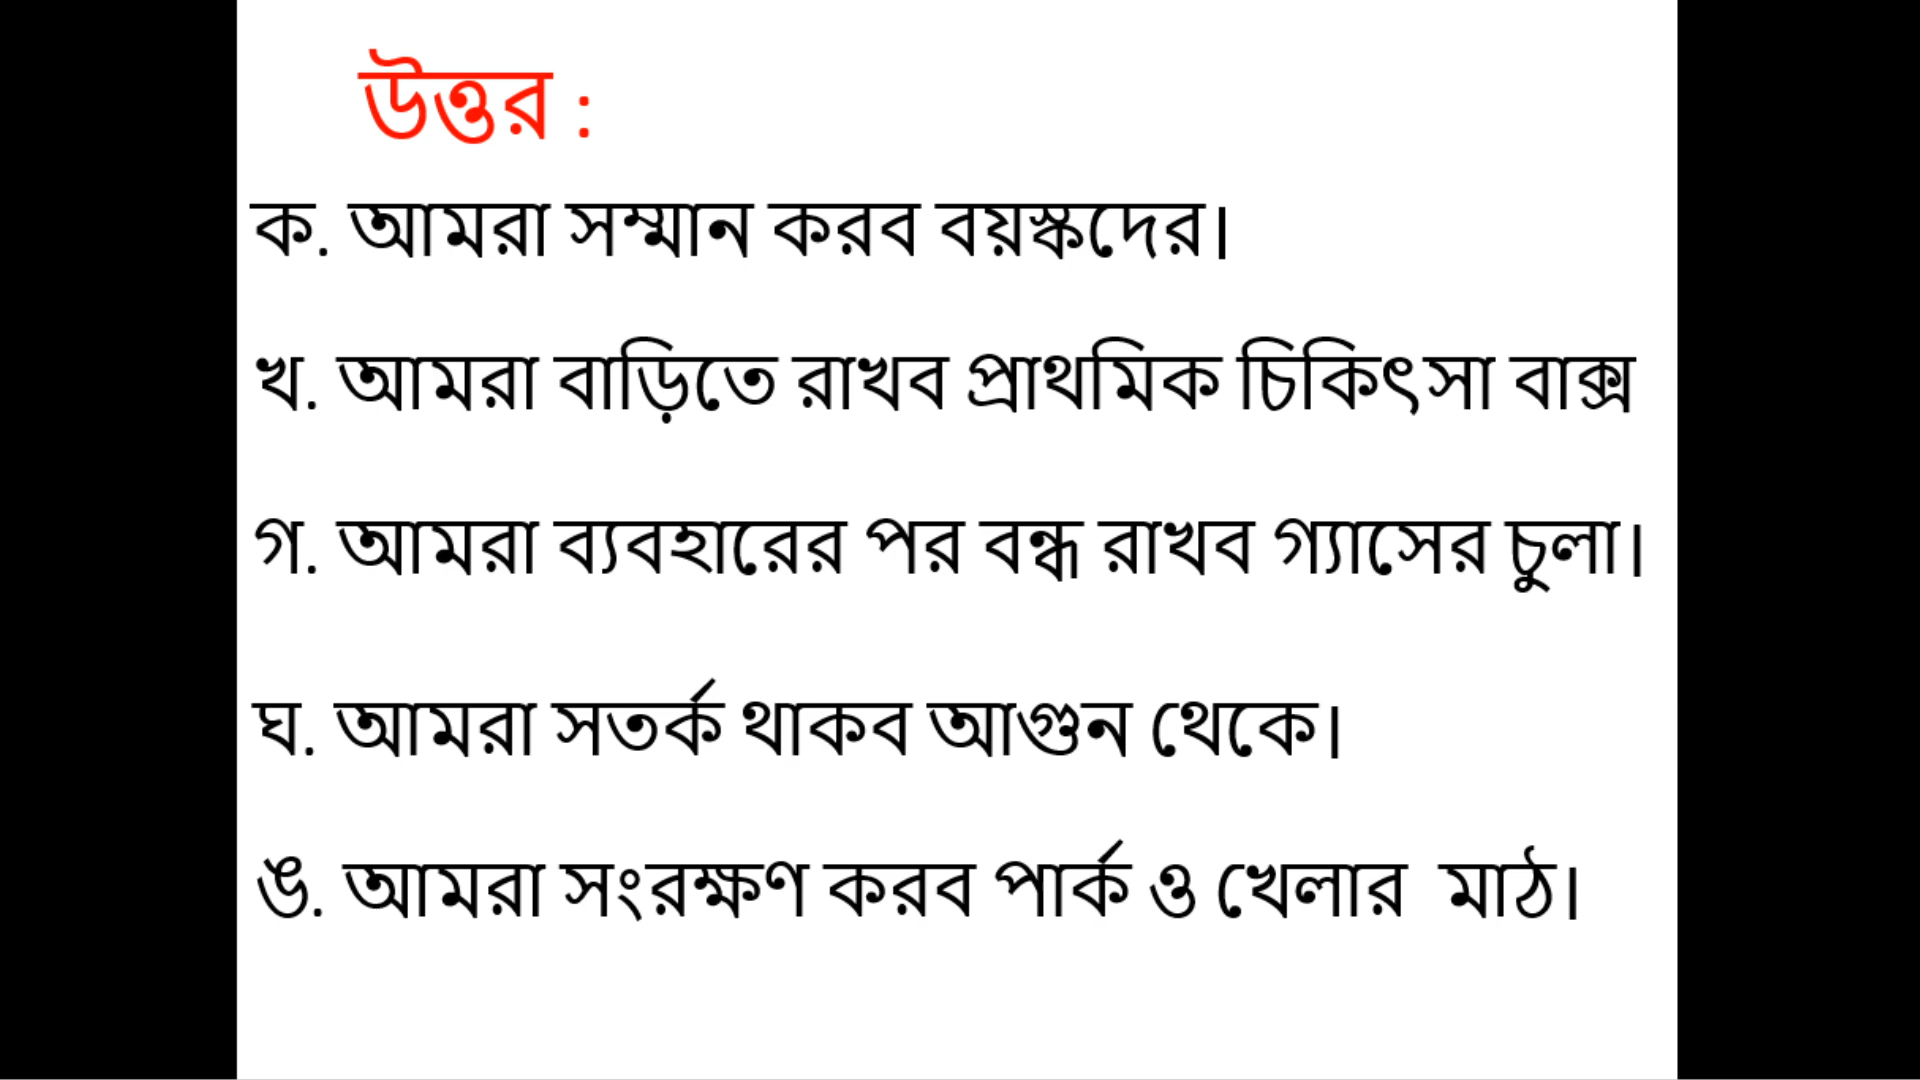 উত্তর :
ক. আমরা সম্মান করব বয়স্কদের।
খ. আমরা বাড়িতে রাখব প্রাথমিক চিকিৎসা বাক্স
গ. আমরা ব্যবহারের পর বন্ধ রাখব গ্যাসের চুলা।
ঘ. আমরা সতর্ক থাকব আগুন থেকে।
ঙ. আমরা সংরক্ষণ করব পার্ক ও খেলার মাঠ।